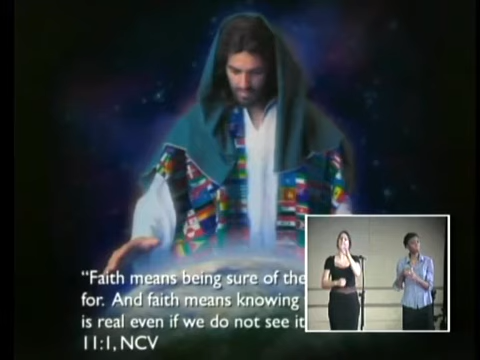 “Faith means being sure of the
for. And faith means knowing
is real even if we do not see it
11:1, NCV